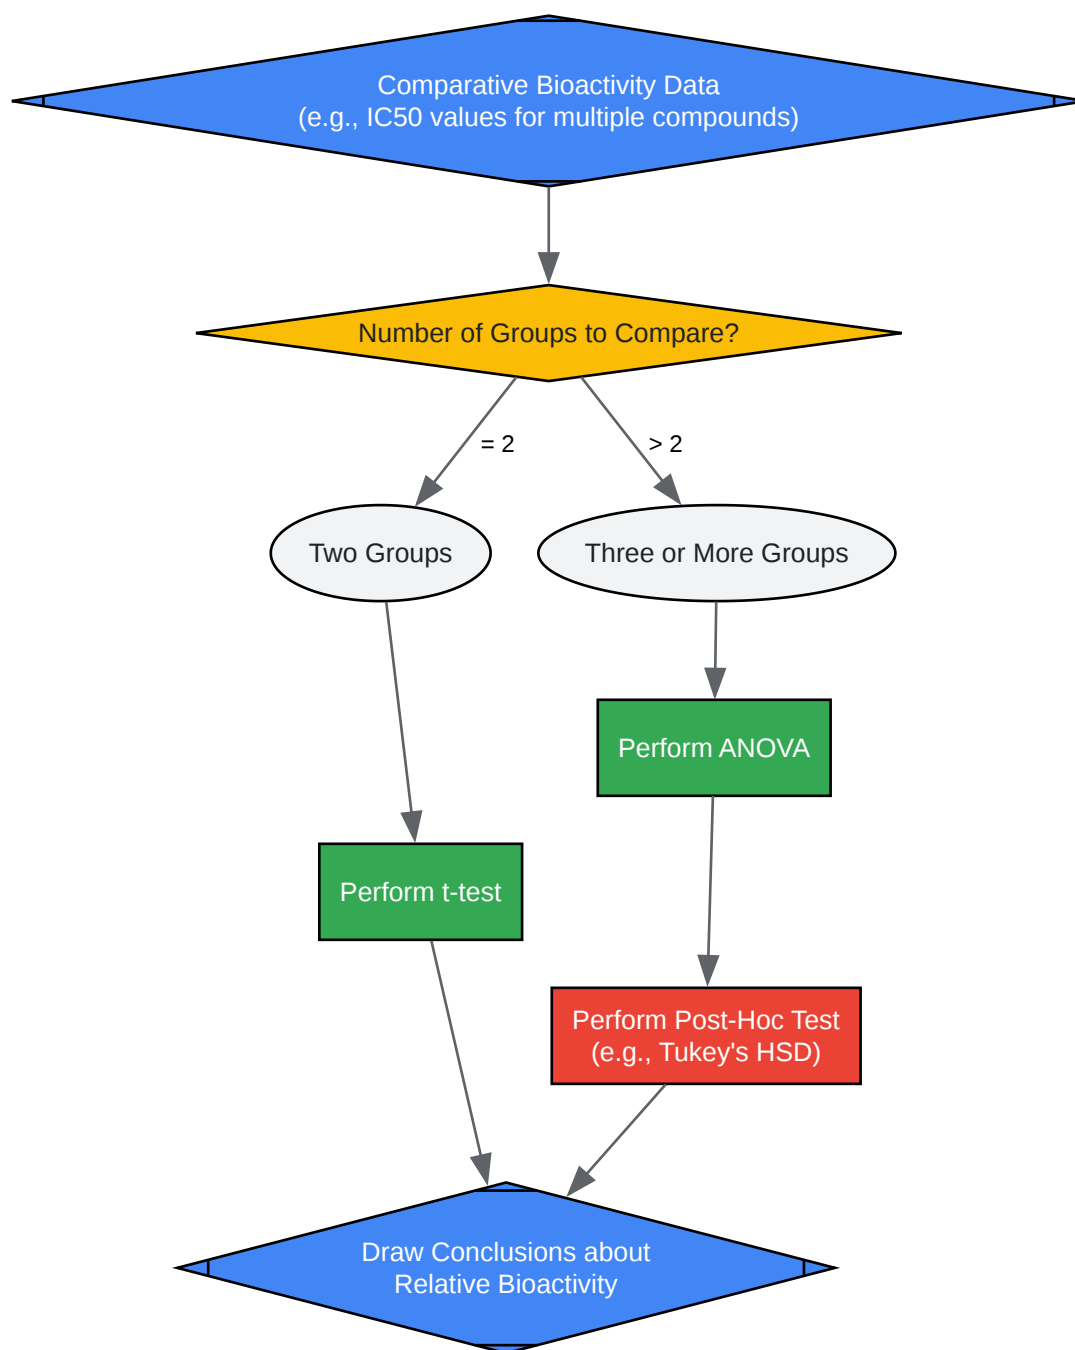 Comparative Bioactivity Data
(e.g., IC50 values for multiple compounds)
Number of Groups to Compare?
= 2
> 2
Two Groups
Three or More Groups
Perform ANOVA
Perform t-test
Perform Post-Hoc Test
(e.g., Tukey's HSD)
Draw Conclusions about
Relative Bioactivity